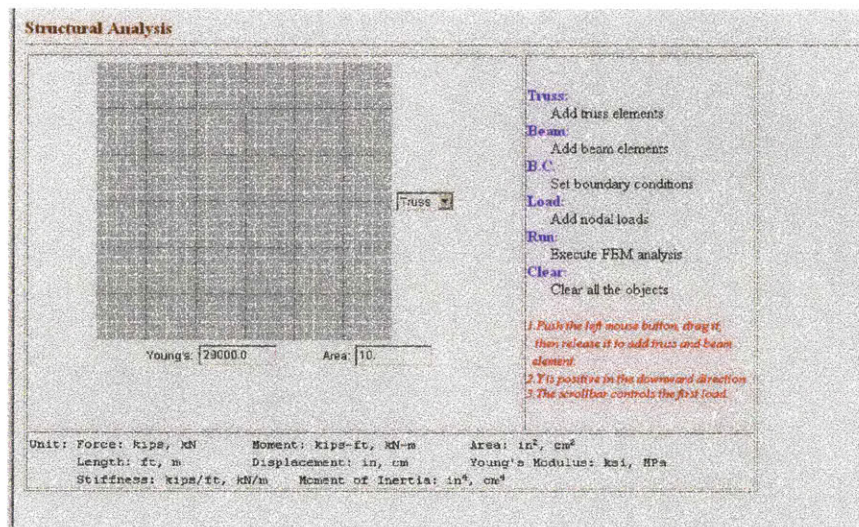 Structural Analysis
Truss
Young's: 29000.0 Area: 10.
Truss:
Add truss elements
Beam:
Add beam elements
B.C.
Set boundary conditions
Load:
Add nodal loads
Run:
Execute FEM analysis
Clear:
Clear all the objects
1.Push the left mouse button, drag it,
then release it to add truss and beam
element.
2.Y is positive in the downward direction
3.The scrollbar controls the first load.
Unit: Force: kips, kN Moment: kips-ft, kN-m Area: in², cm²
Length: ft, m Displacement: in, cm Young's Modulus: ksi, MPa
Stiffness: kips/ft, kN/m Moment of Inertia: in⁴, cm⁴